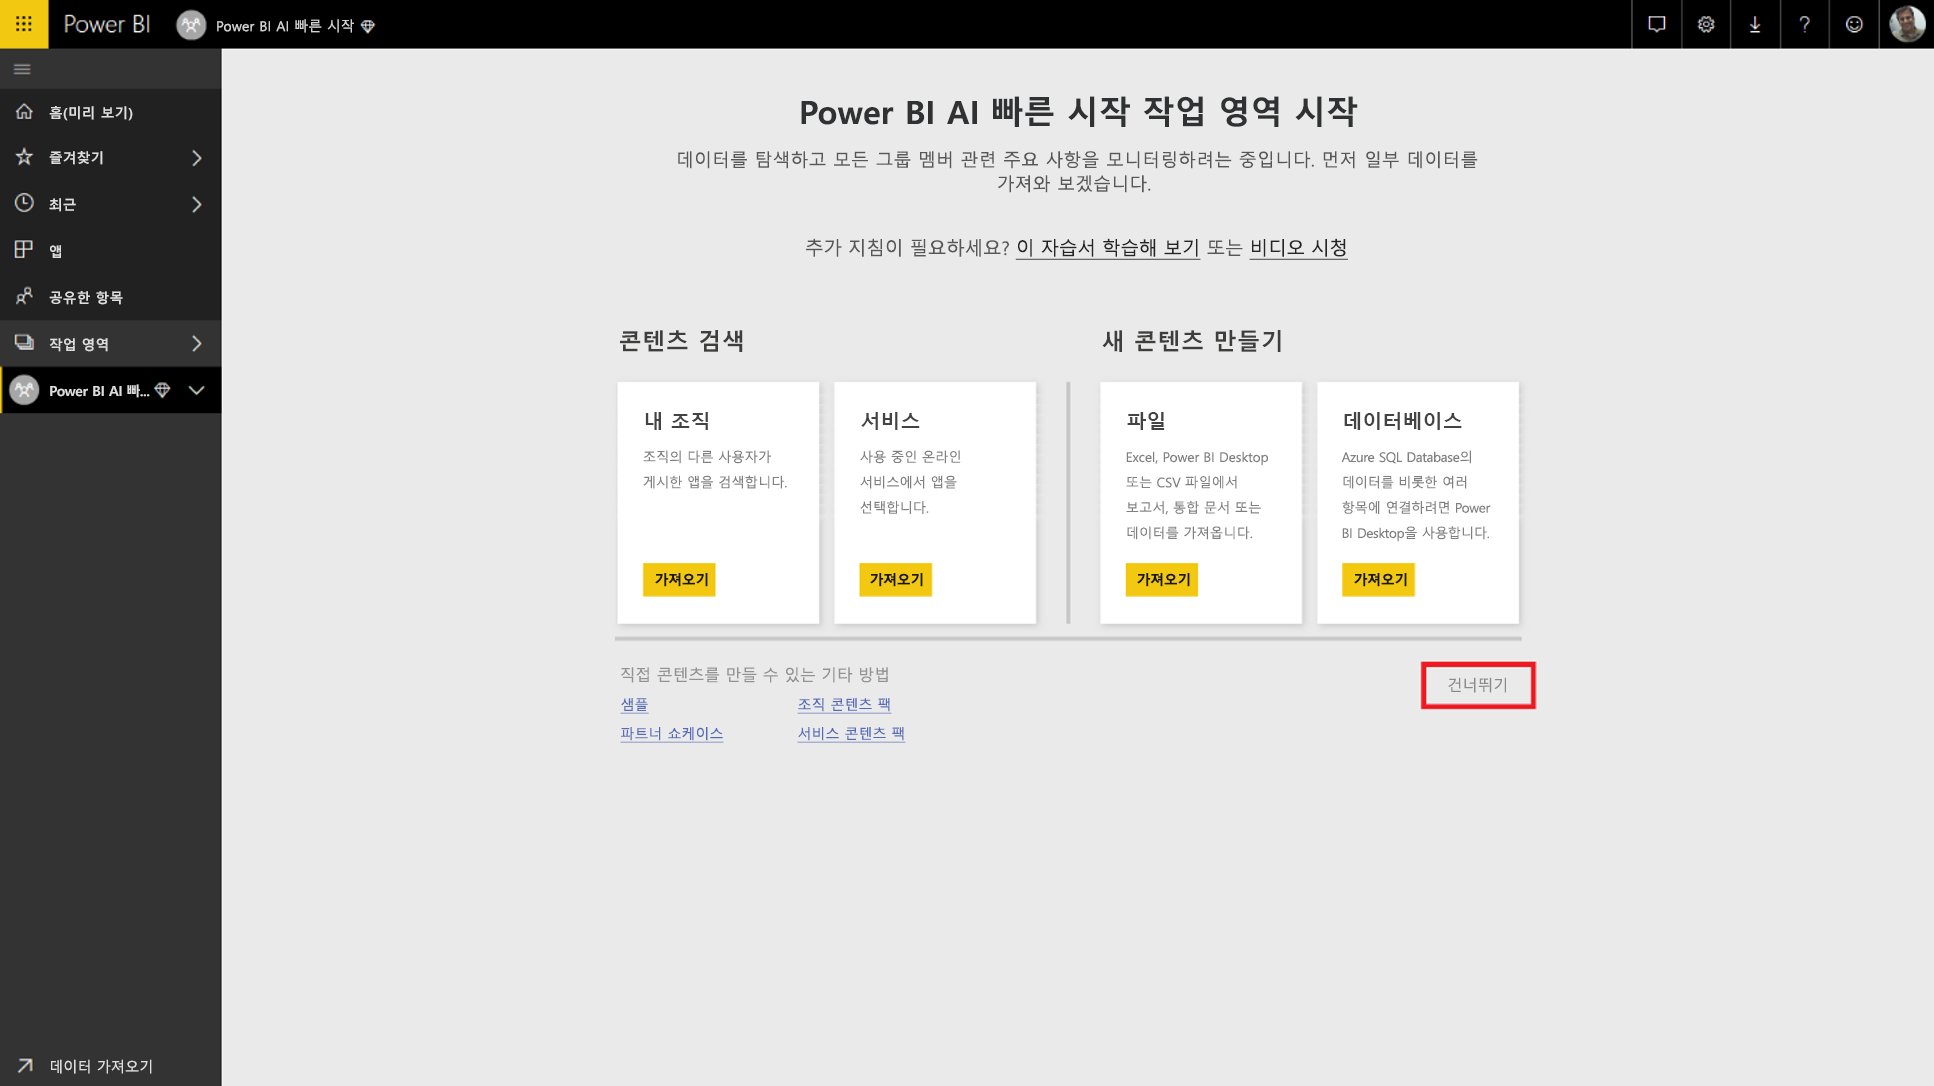 Power BI
Power BI AI 빠른 시작
홈(미리 보기)
즐겨찾기
최근
앱
공유한 항목
작업 영역
Power BI AI 빠...
데이터 가져오기
Power BI AI 빠른 시작 작업 영역 시작
데이터를 탐색하고 모든 그룹 멤버 관련 주요 사항을 모니터링하려는 중입니다. 먼저 일부 데이터를
가져와 보겠습니다.
추가 지침이 필요하세요? 이 자습서 학습해 보기 또는 비디오 시청
콘텐츠 검색
내 조직
조직의 다른 사용자가
게시한 앱을 검색합니다.
가져오기
서비스
사용 중인 온라인
서비스에서 앱을
선택합니다.
가져오기
새 콘텐츠 만들기
파일
Excel, Power BI Desktop
또는 CSV 파일에서
보고서, 통합 문서 또는
데이터를 가져옵니다.
가져오기
데이터베이스
Azure SQL Database의
데이터를 비롯한 여러
항목에 연결하려면 Power
BI Desktop을 사용합니다.
가져오기
직접 콘텐츠를 만들 수 있는 기타 방법
샘플
조직 콘텐츠 팩
파트너 쇼케이스
서비스 콘텐츠 팩
건너뛰기